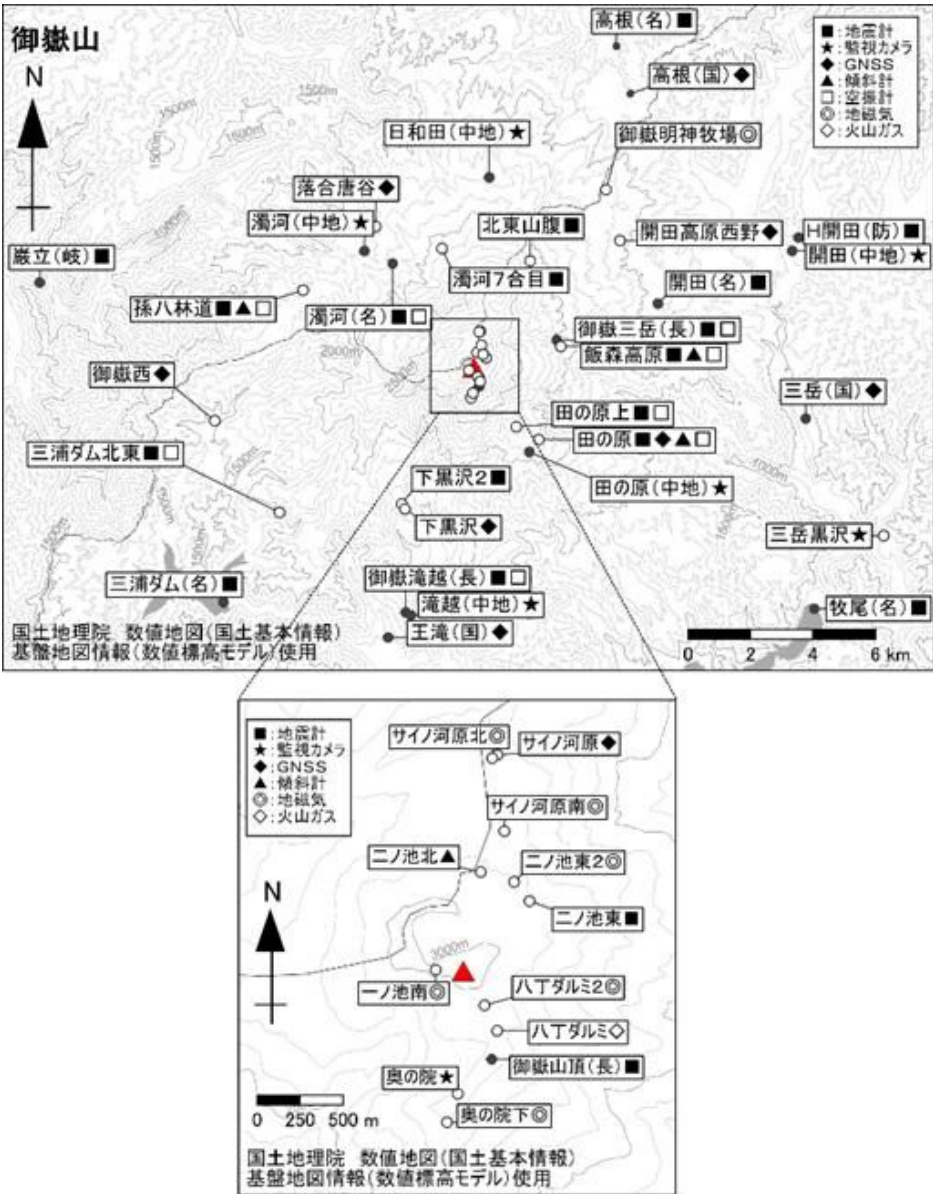 御嶽山
N
高根(名)■
高根(国)◆
■:地震計
★:監視カメラ
◆:GNSS
▲:傾斜計
□:空振計
◎:地磁気
◇:火山ガス
1500m
1500m
1500m
1500m
日和田(中地)★
御嶽明神牧場◎
落合唐谷◆
濁河(中地)★
北東山腹■
開田高原西野◆
H開田(防)■
開田(中地)★
巌立(岐)■
濁河7合目■
開田(名)■
孫八林道■▲□
濁河(名)■□
御嶽三岳(長)■□
飯森高原■▲□
2000m
2500m
御嶽西◆
三岳(国)◆
田の原上■□
田の原■◆▲□
三浦ダム北東■□
1500m
1000m
下黒沢2■
田の原(中地)★
1500m
下黒沢◆
1500m
1500m
三岳黒沢★
三浦ダム(名)■
御嶽滝越(長)■□
滝越(中地)★
牧尾(名)■
王滝(国)◆
国土地理院 数値地図(国土基本情報)
基盤地図情報(数値標高モデル)使用
0 2 4 6 km
■:地震計
★:監視カメラ
◆:GNSS
▲:傾斜計
◎:地磁気
◇:火山ガス
サイノ河原北◎
サイノ河原◆
サイノ河原南◎
二ノ池北▲
二ノ池東2◎
N
二ノ池東■
3000m
一ノ池南◎
八丁ダルミ2◎
八丁ダルミ◇
御嶽山頂(長)■
奥の院★
0 250 500 m
奥の院下◎
国土地理院 数値地図(国土基本情報)
基盤地図情報(数値標高モデル)使用